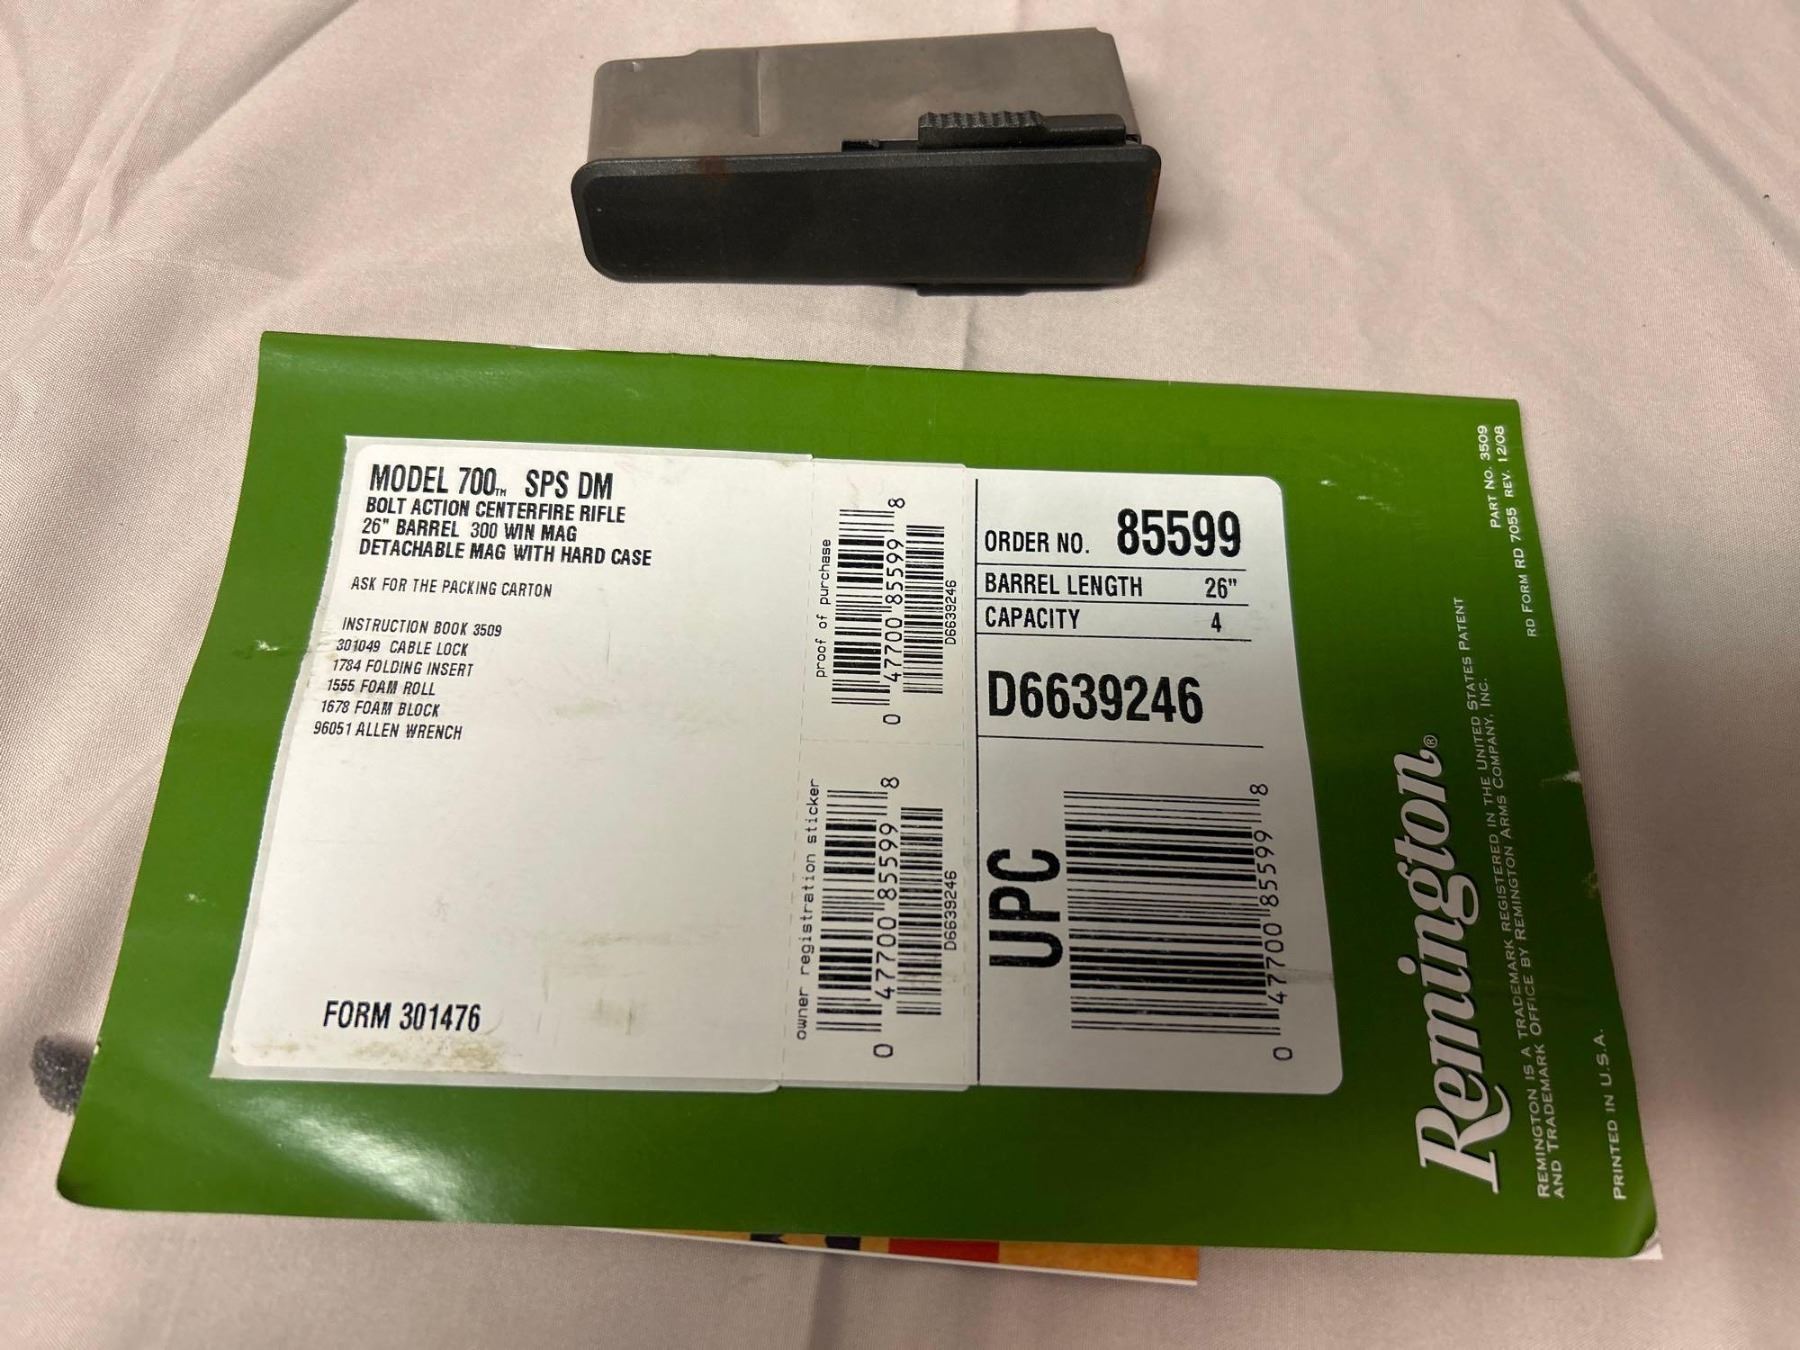 MODEL 700™ SPS DM
BOLT ACTION CENTERFIRE RIFLE
26" BARREL 300 WIN MAG
DETACHABLE MAG WITH HARD CASE
ASK FOR THE PACKING CARTON
INSTRUCTION BOOK 3509
301049 CABLE LOCK
1784 FOLDING INSERT
1555 FOAM ROLL
1678 FOAM BLOCK
96051 ALLEN WRENCH
FORM 301476
proof of purchase
0 47700 85599 8
D6639246
owner registration sticker
0 47700 85599 8
D6639246
ORDER NO. 85599
BARREL LENGTH 26"
CAPACITY 4
D6639246
UPC
0 47700 85599 8
Remington®
REMINGTON IS A TRADEMARK REGISTERED IN THE UNITED STATES PATENT
AND TRADEMARK OFFICE BY REMINGTON ARMS COMPANY, INC.
PRINTED IN U.S.A.
PART NO. 3509
RD FORM RD 7055 REV. 12/08